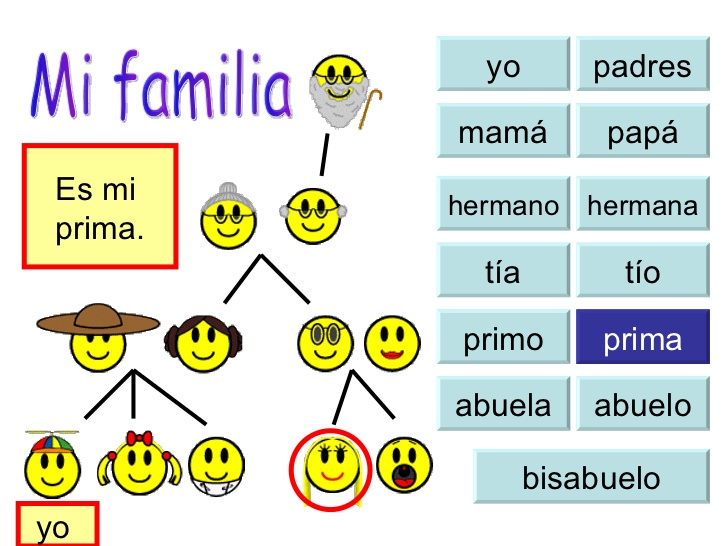 Mi familia
Es mi
prima.
yo
yo
padres
mamá
papá
hermano
hermana
tía
tío
primo
prima
abuela
abuelo
bisabuelo